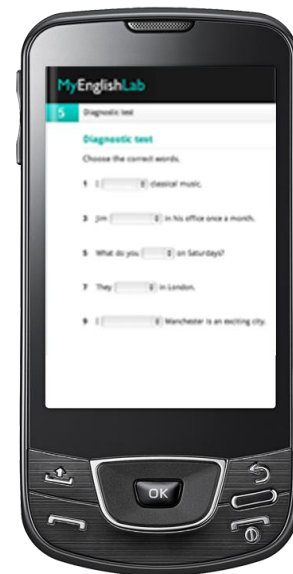 MyEnglishLab
5 Diagnostic test
Diagnostic test
Choose the correct words.
1 I classical music.
3 Jim in his office once a month.
5 What do you on Saturdays?
7 They in London.
9 I Manchester is an exciting city.
OK